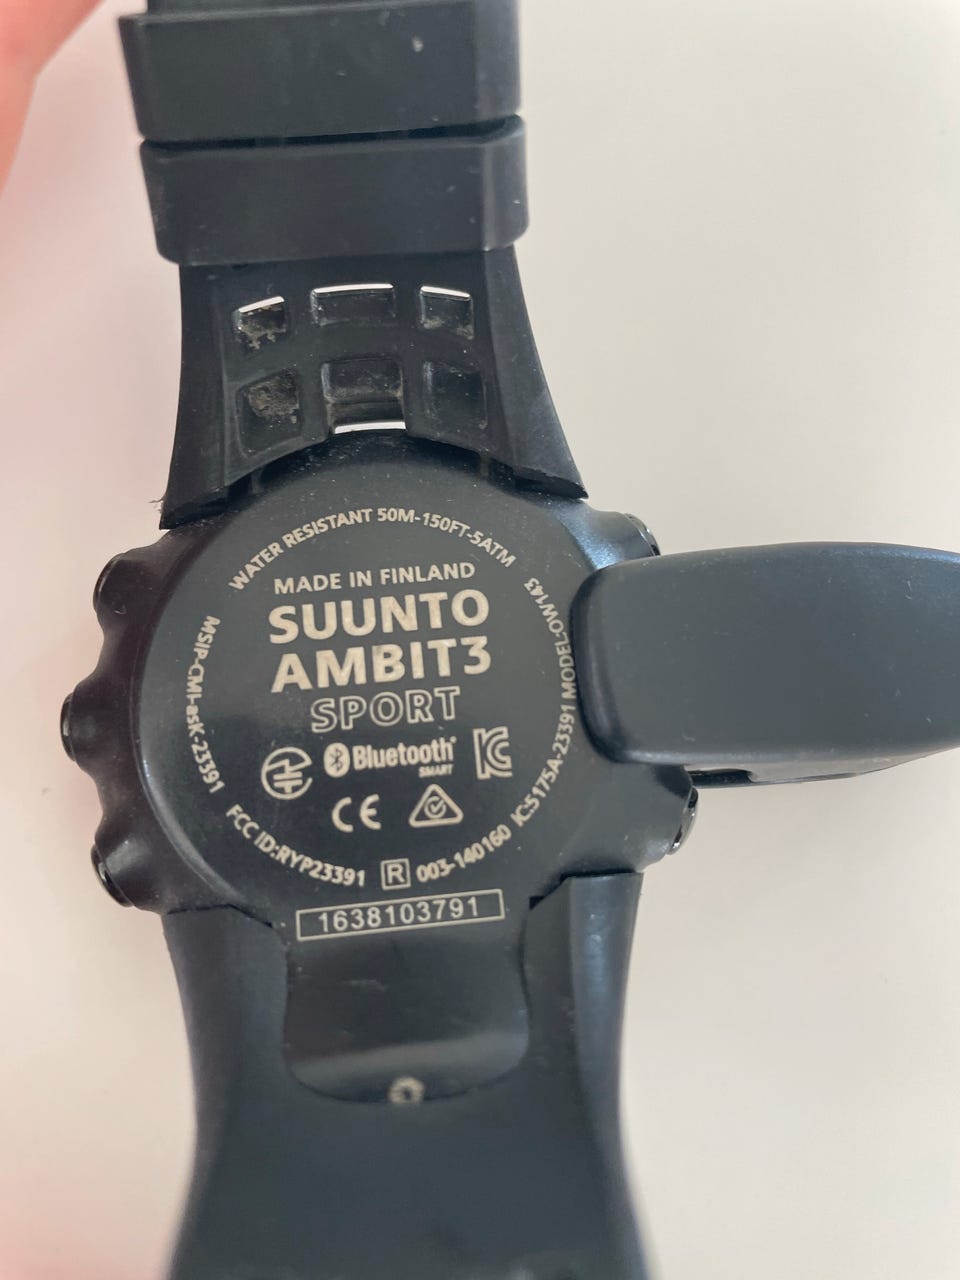 WATER RESISTANT 50M-150FT-5ATM
MADE IN FINLAND
SUUNTO
AMBIT3
SPORT
Bluetooth®
SMART
CE
MSIP-CMI-asK-23391
FCC ID:RYP23391
R 003-140160
IC:5175A-23391 MODEL:OW143
1638103791